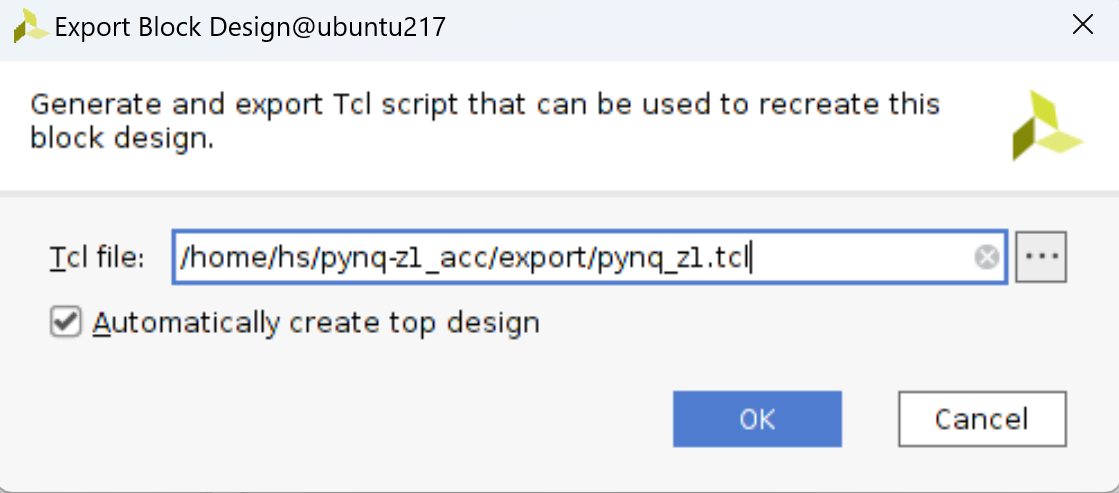 Export Block Design@ubuntu217
Generate and export Tcl script that can be used to recreate this
block design.
Tcl file: /home/hs/pynq-z1_acc/export/pynq_z1.tcl
Automatically create top design
OK Cancel